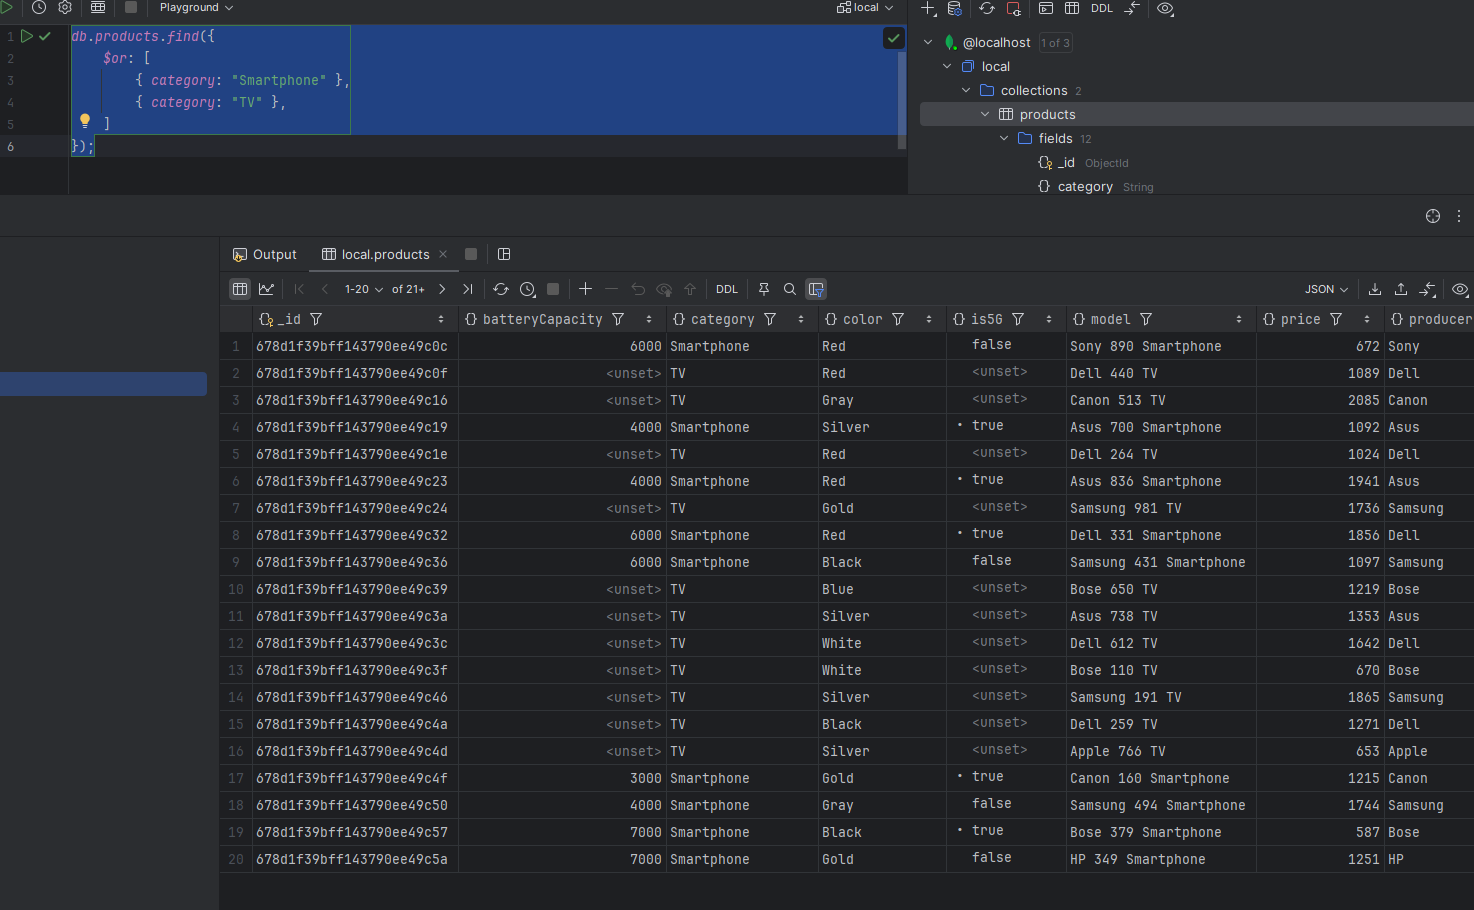 Playground
local
1 db.products.find({
2 $or: [
3 { category: "Smartphone" },
4 { category: "TV" },
5 ]
6 });
DDL
@localhost 1 of 3
local
collections 2
products
fields 12
_id ObjectId
category String
Output local.products
1-20 of 21+ DDL JSON
_id batteryCapacity category color is5G model price producer
1 678d1f39bff143790ee49c0c 6000 Smartphone Red false Sony 890 Smartphone 672 Sony
2 678d1f39bff143790ee49c0f <unset> TV Red <unset> Dell 440 TV 1089 Dell
3 678d1f39bff143790ee49c16 <unset> TV Gray <unset> Canon 513 TV 2085 Canon
4 678d1f39bff143790ee49c19 4000 Smartphone Silver true Asus 700 Smartphone 1092 Asus
5 678d1f39bff143790ee49c1e <unset> TV Red <unset> Dell 264 TV 1024 Dell
6 678d1f39bff143790ee49c23 4000 Smartphone Red true Asus 836 Smartphone 1941 Asus
7 678d1f39bff143790ee49c24 <unset> TV Gold <unset> Samsung 981 TV 1736 Samsung
8 678d1f39bff143790ee49c32 6000 Smartphone Red true Dell 331 Smartphone 1856 Dell
9 678d1f39bff143790ee49c36 6000 Smartphone Black false Samsung 431 Smartphone 1097 Samsung
10 678d1f39bff143790ee49c39 <unset> TV Blue <unset> Bose 650 TV 1219 Bose
11 678d1f39bff143790ee49c3a <unset> TV Silver <unset> Asus 738 TV 1353 Asus
12 678d1f39bff143790ee49c3c <unset> TV White <unset> Dell 612 TV 1642 Dell
13 678d1f39bff143790ee49c3f <unset> TV White <unset> Bose 110 TV 670 Bose
14 678d1f39bff143790ee49c46 <unset> TV Silver <unset> Samsung 191 TV 1865 Samsung
15 678d1f39bff143790ee49c4a <unset> TV Black <unset> Dell 259 TV 1271 Dell
16 678d1f39bff143790ee49c4d <unset> TV Silver <unset> Apple 766 TV 653 Apple
17 678d1f39bff143790ee49c4f 3000 Smartphone Gold true Canon 160 Smartphone 1215 Canon
18 678d1f39bff143790ee49c50 4000 Smartphone Gray false Samsung 494 Smartphone 1744 Samsung
19 678d1f39bff143790ee49c57 7000 Smartphone Black true Bose 379 Smartphone 587 Bose
20 678d1f39bff143790ee49c5a 7000 Smartphone Gold false HP 349 Smartphone 1251 HP